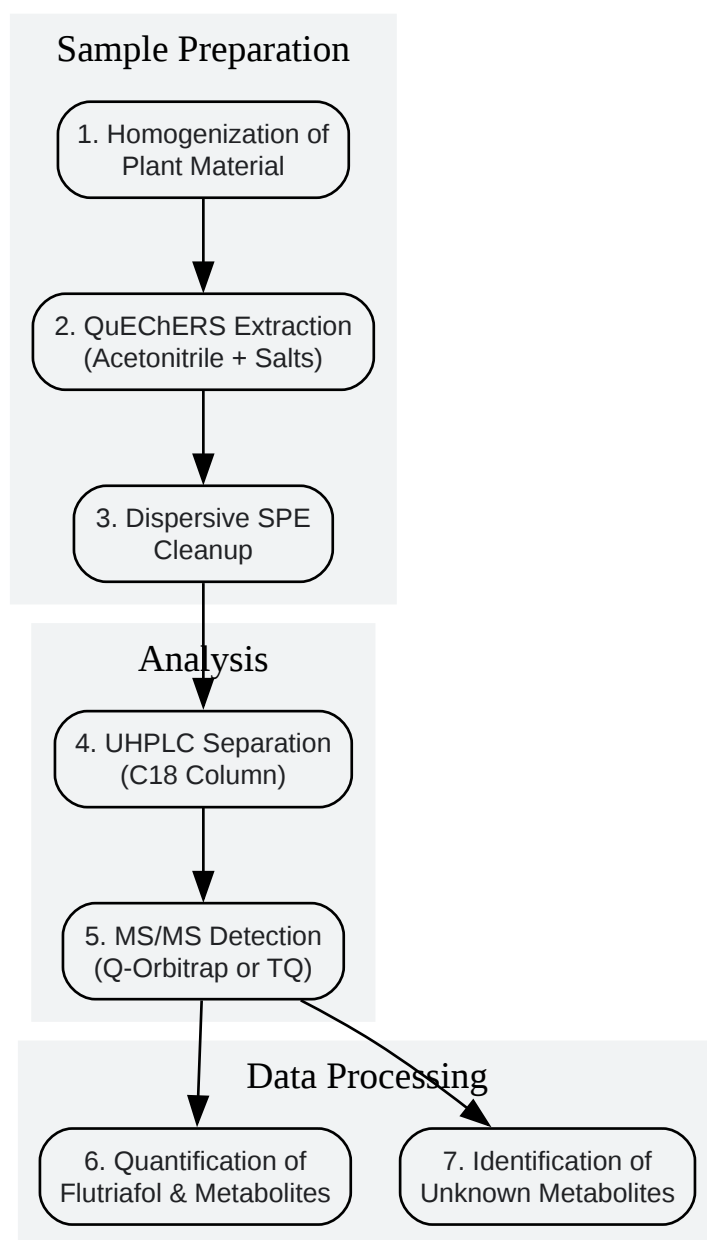 Sample Preparation
1. Homogenization of
Plant Material
2. QuEChERS Extraction
(Acetonitrile + Salts)
3. Dispersive SPE
Cleanup
Analysis
4. UHPLC Separation
(C18 Column)
5. MS/MS Detection
(Q-Orbitrap or TQ)
Data Processing
6. Quantification of
Flutriafol & Metabolites
7. Identification of
Unknown Metabolites